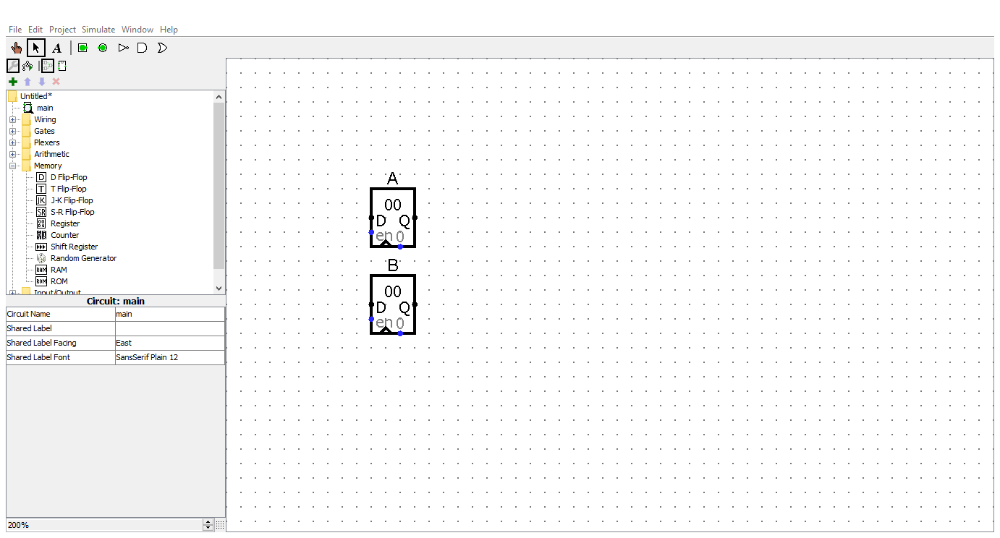 File Edit Project Simulate Window Help
A
Untitled*
main
Wiring
Gates
Plexers
Arithmetic
Memory
D D Flip-Flop
T T Flip-Flop
JK J-K Flip-Flop
SR S-R Flip-Flop
Register
Counter
Shift Register
Random Generator
RAM RAM
ROM ROM
Input/Output
Circuit: main
Circuit Name main
Shared Label
Shared Label Facing East
Shared Label Font SansSerif Plain 12
200%
A
00
D Q
en 0
B
00
D Q
en 0